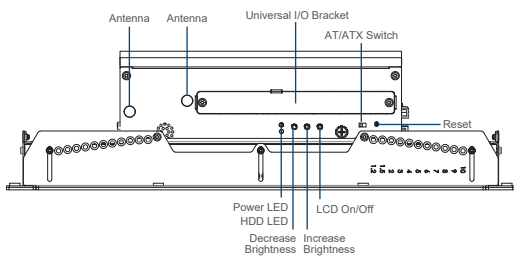 Antenna
Antenna
Universal I/O Bracket
AT/ATX Switch
Reset
Power LED
HDD LED
LCD On/Off
Decrease Brightness
Increase Brightness